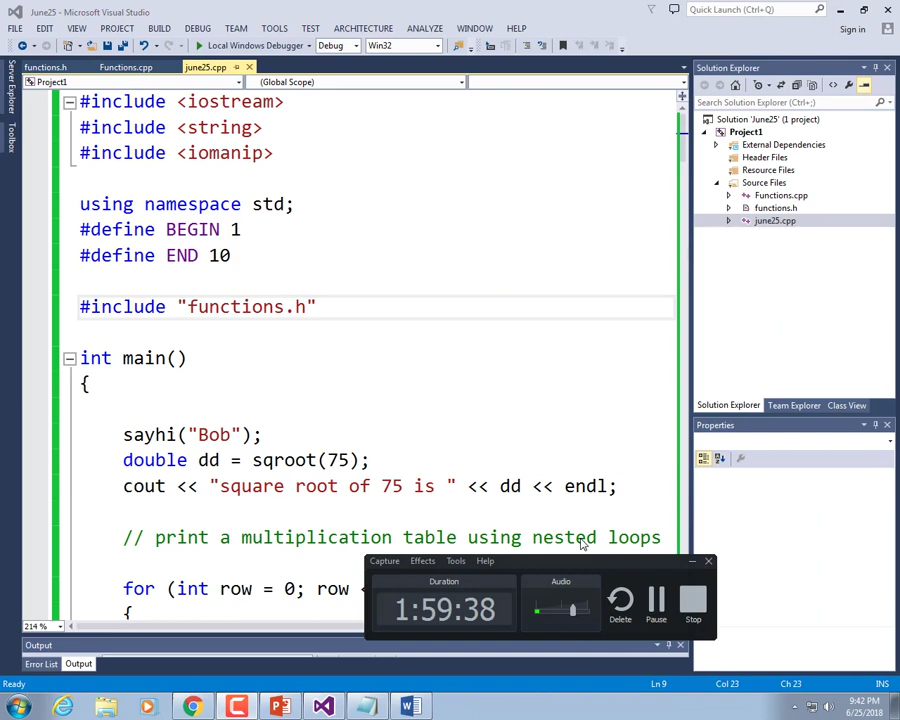 June25 - Microsoft Visual Studio
Quick Launch (Ctrl+Q)
FILE EDIT VIEW PROJECT BUILD DEBUG TEAM TOOLS TEST ARCHITECTURE ANALYZE WINDOW HELP
Sign in
Local Windows Debugger Debug Win32
functions.h Functions.cpp june25.cpp
Project1 (Global Scope)
Server Explorer
Toolbox
#include <iostream>
#include <string>
#include <iomanip>
using namespace std;
#define BEGIN 1
#define END 10
#include "functions.h"
int main()
{
sayhi("Bob");
double dd = sqroot(75);
cout << "square root of 75 is " << dd << endl;
// print a multiplication table using nested loops
for (int row = 0; row <
{
214 %
Solution Explorer
Search Solution Explorer (Ctrl+;)
Solution 'June25' (1 project)
Project1
External Dependencies
Header Files
Resource Files
Source Files
Functions.cpp
functions.h
june25.cpp
Solution Explorer Team Explorer Class View
Properties
Capture Effects Tools Help
Duration
1:59:38
Audio
Delete Pause Stop
Output
Error List Output
Ready
Ln 9 Col 23 Ch 23 INS
9:42 PM
6/25/2018